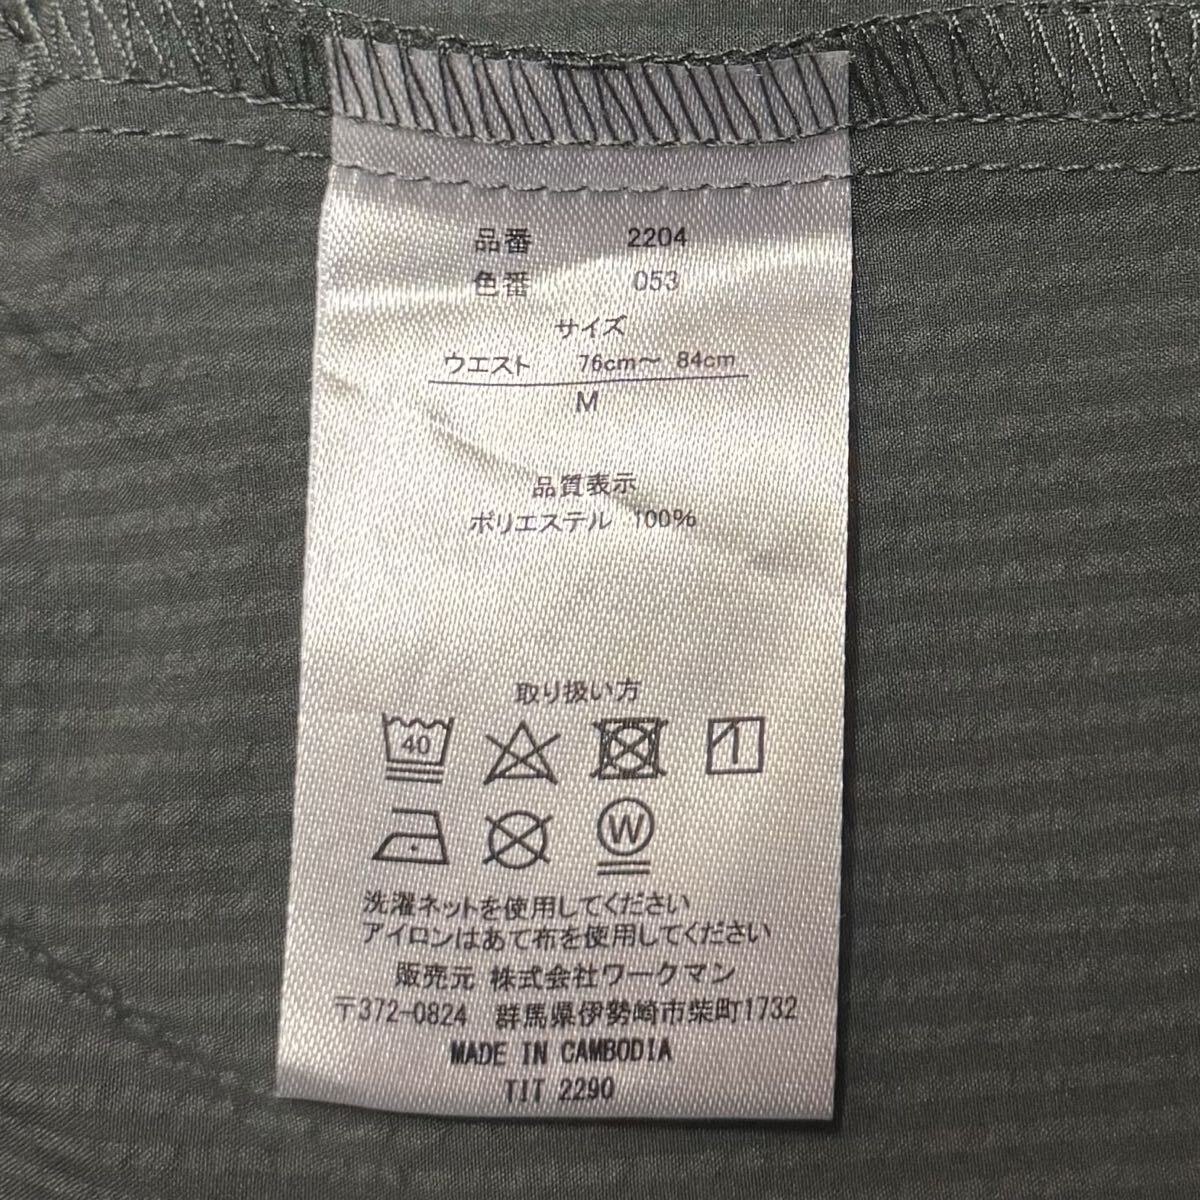 品番 2204
色番 053
サイズ
ウエスト 76cm～ 84cm
M
品質表示
ポリエステル 100%
取り扱い方
40
W
洗濯ネットを使用してください
アイロンはあて布を使用してください
販売元 株式会社ワークマン
〒372-0824 群馬県伊勢崎市柴町1732
MADE IN CAMBODIA
TIT 2290